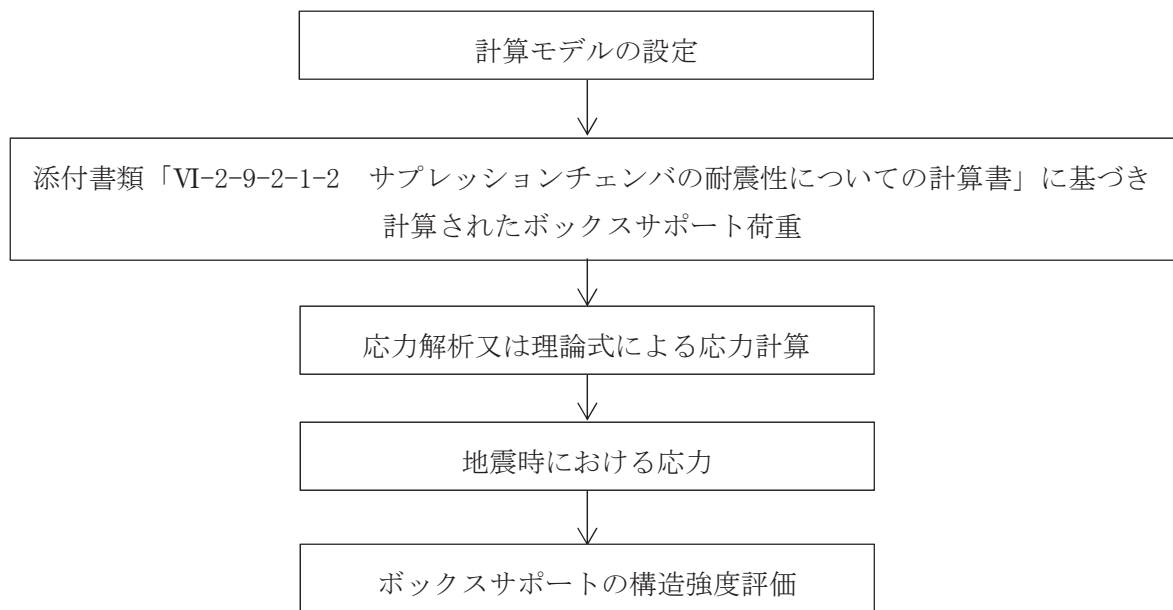 計算モデルの設定
添付書類「Ⅵ-2-9-2-1-2　サプレッションチェンバの耐震性についての計算書」に基づき
計算されたボックスサポート荷重
応力解析又は理論式による応力計算
地震時における応力
ボックスサポートの構造強度評価